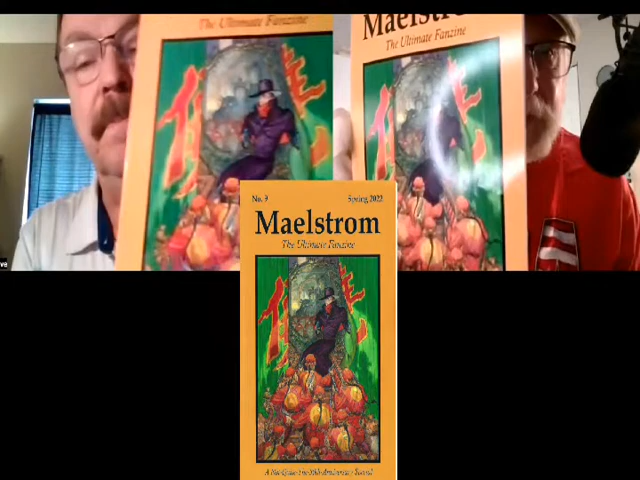 The Ultimate Fanzine
Maelstrom
The Ultimate Fanzine
No. 9 Spring 2022
Maelstrom
The Ultimate Fanzine